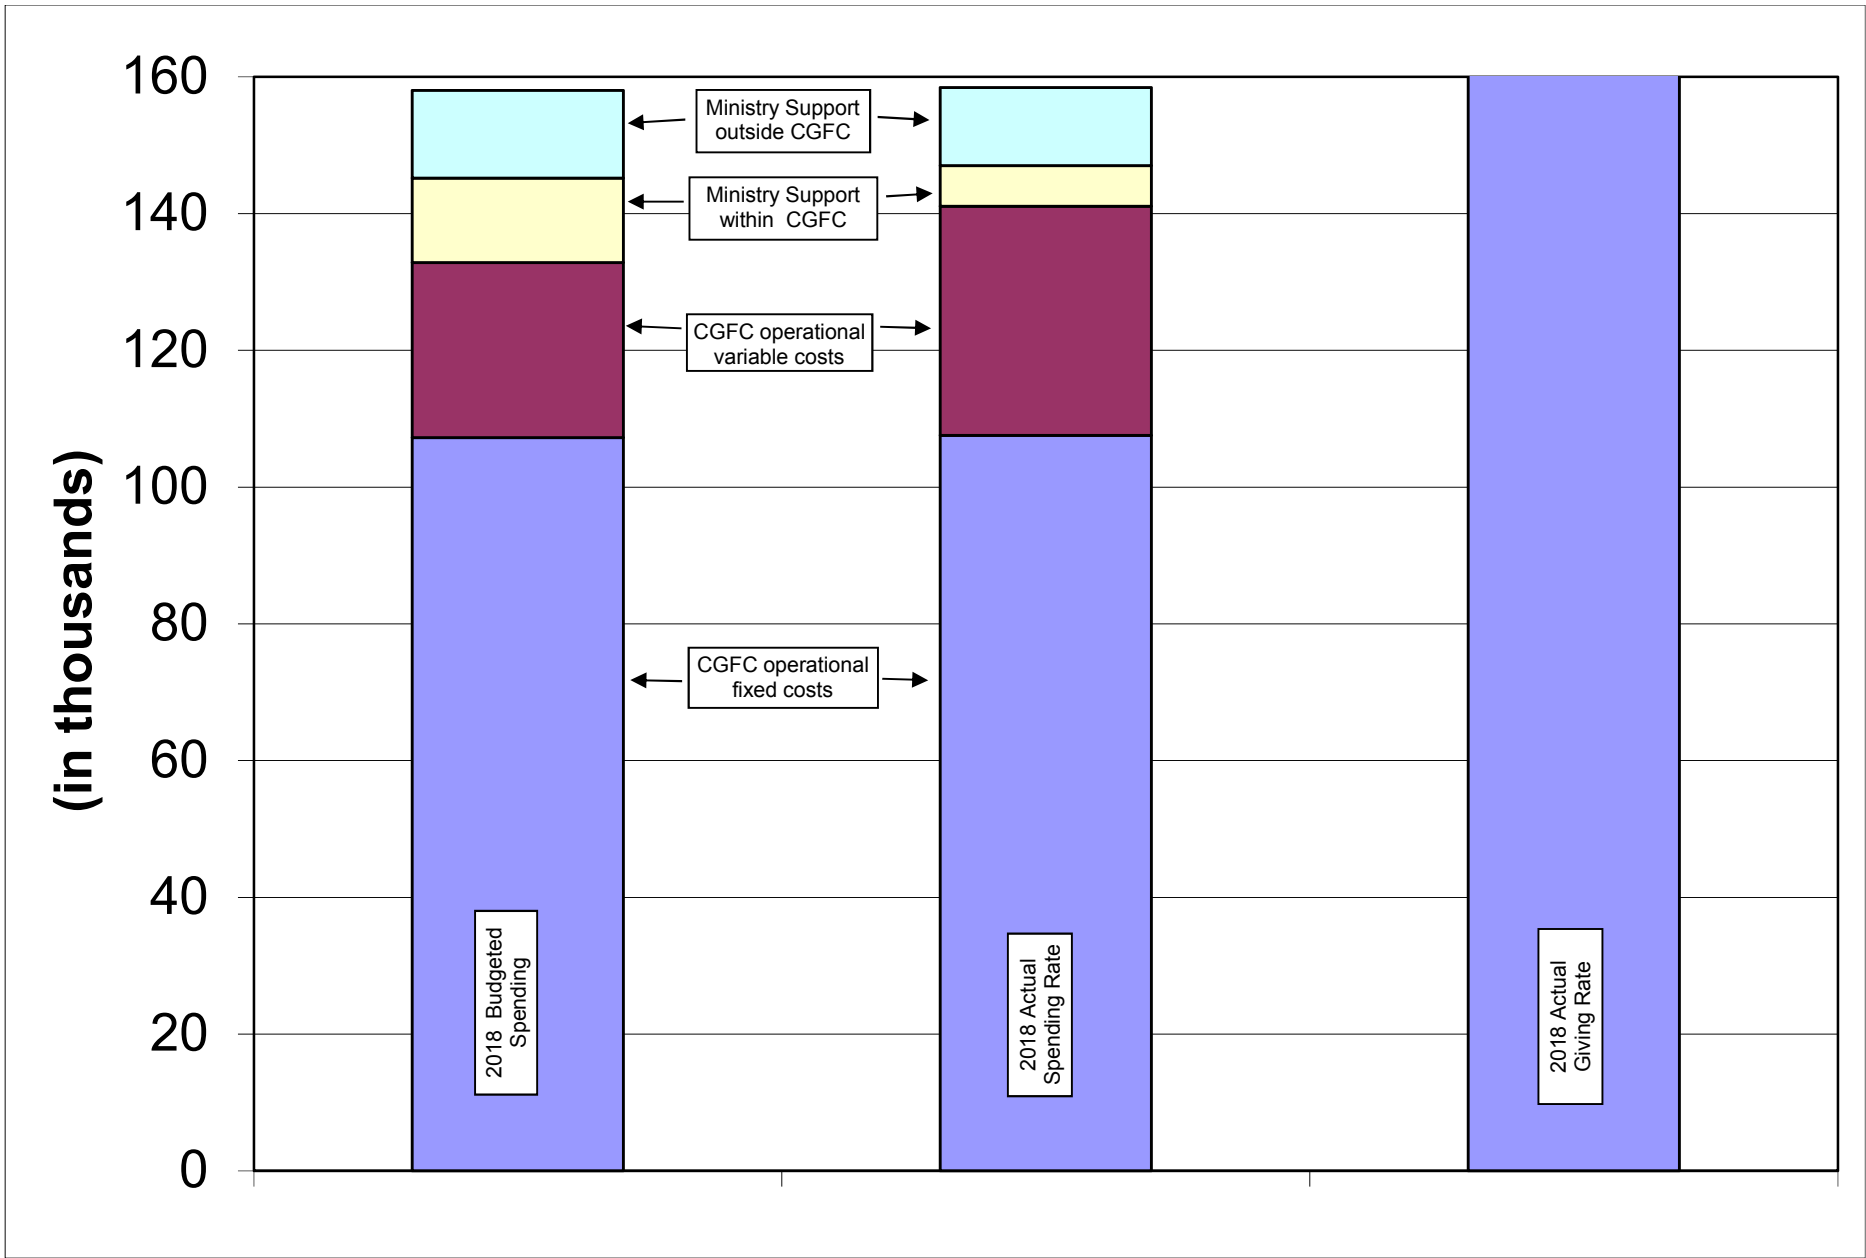 160
140
120
100
80
60
40
20
0
(in thousands)
Ministry Support
outside CGFC
Ministry Support
within  CGFC
CGFC operational
variable costs
CGFC operational
fixed costs
2018  Budgeted
Spending
2018 Actual
Spending Rate
2018 Actual
Giving Rate